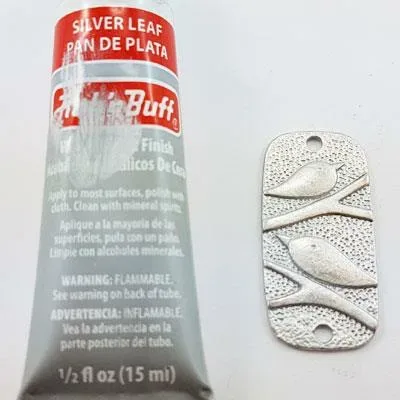 SILVER LEAF
PAN DE PLATA
Buff®
Finish
Apply to most surfaces, polish with
cloth. Clean with mineral spirits.
Aplique a la mayoría de las
superficies, pula con un paño.
Limpie con alcoholes minerales.
WARNING: FLAMMABLE.
See warning on back of tube.
ADVERTENCIA: INFLAMABLE.
Vea la advertencia en la
parte posterior del tubo.
½ fl oz (15 ml)